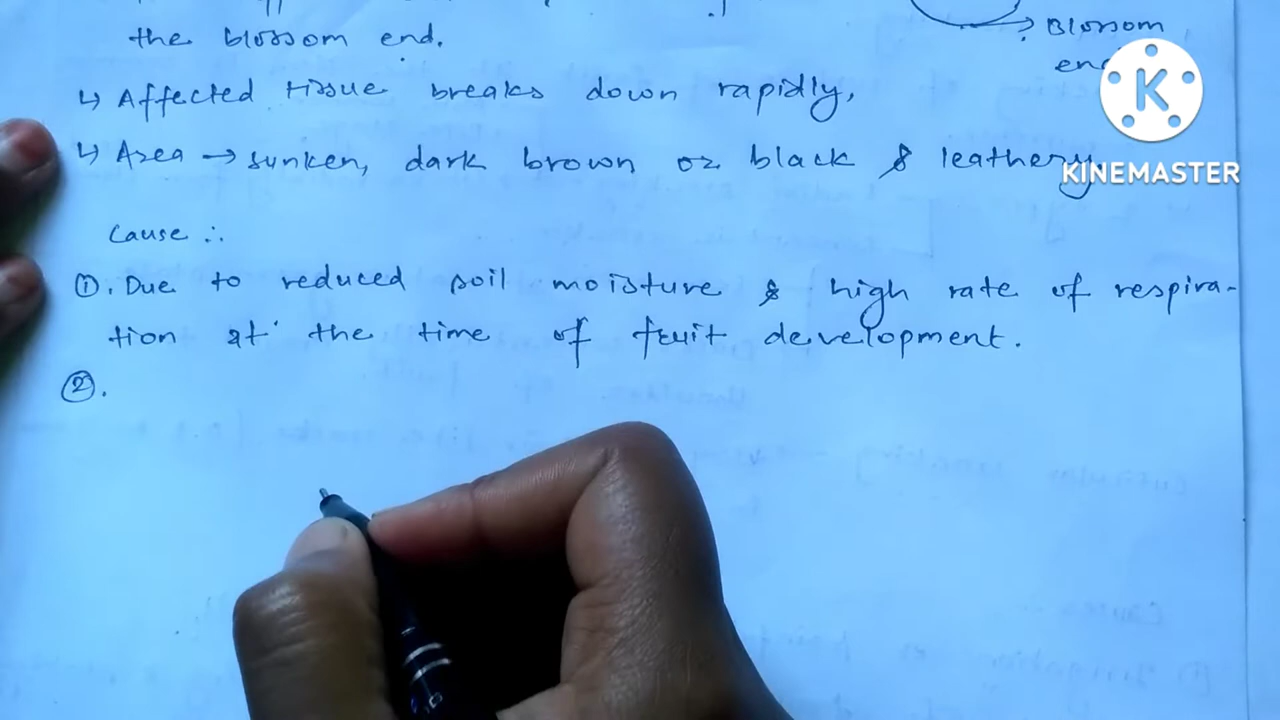 the blossom end.
Blossom
end
↳ Affected tissue breaks down rapidly,
↳ Area → sunken, dark brown or black & leathery.
K
KINEMASTER
Cause ∴
①. Due to reduced soil moisture & high rate of respira-
tion at the time of fruit development.
②.